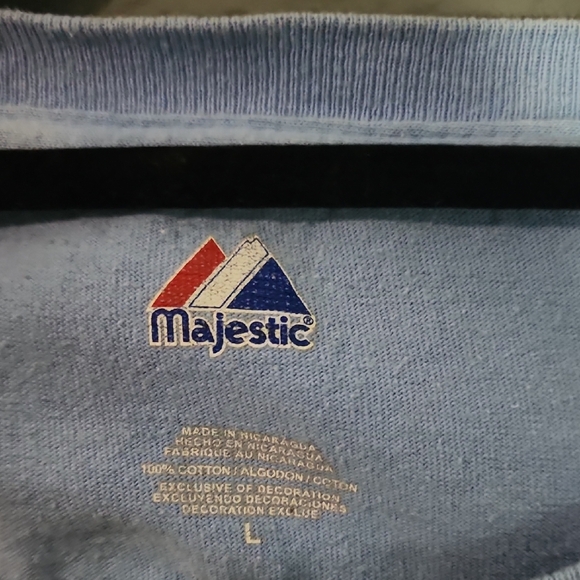 Majestic®
MADE IN NICARAGUA
HECHO EN NICARAGUA
FABRIQUE AU NICARAGUA
100% COTTON / ALGODON / COTON
EXCLUSIVE OF DECORATION
EXCLUYENDO DECORACIONES
DECORATION EXCLUE
L